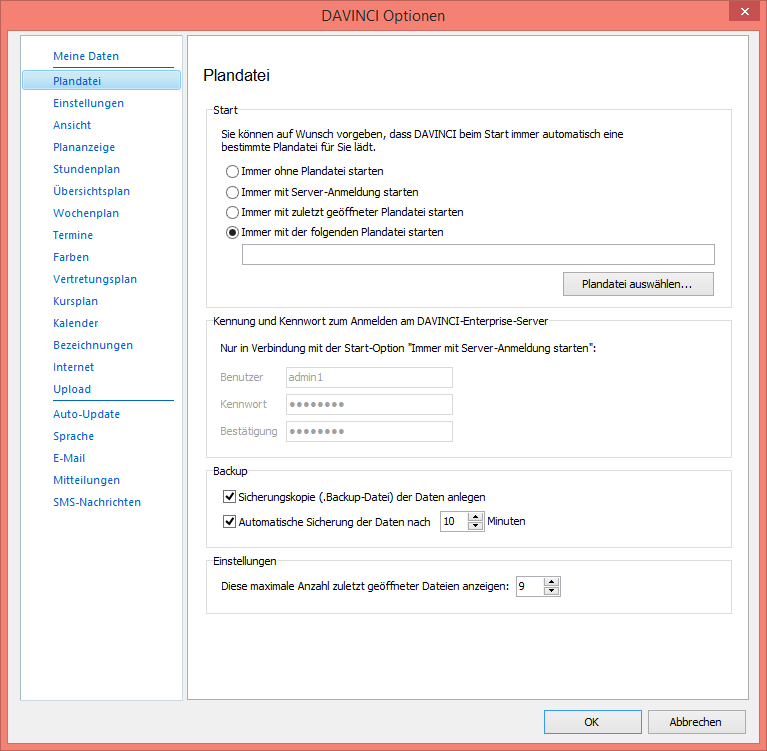 DAVINCI Optionen
Meine Daten
Plandatei
Einstellungen
Ansicht
Plananzeige
Stundenplan
Übersichtsplan
Wochenplan
Termine
Farben
Vertretungsplan
Kursplan
Kalender
Bezeichnungen
Internet
Upload
Auto-Update
Sprache
E-Mail
Mitteilungen
SMS-Nachrichten
Plandatei
Start
Sie können auf Wunsch vorgeben, dass DAVINCI beim Start immer automatisch eine
bestimmte Plandatei für Sie lädt.
Immer ohne Plandatei starten
Immer mit Server-Anmeldung starten
Immer mit zuletzt geöffneter Plandatei starten
Immer mit der folgenden Plandatei starten
Plandatei auswählen...
Kennung und Kennwort zum Anmelden am DAVINCI-Enterprise-Server
Nur in Verbindung mit der Start-Option "Immer mit Server-Anmeldung starten":
Benutzer admin1
Kennwort ●●●●●●●●
Bestätigung ●●●●●●●●
Backup
Sicherungskopie (.Backup-Datei) der Daten anlegen
Automatische Sicherung der Daten nach 10 Minuten
Einstellungen
Diese maximale Anzahl zuletzt geöffneter Dateien anzeigen: 9
OK Abbrechen